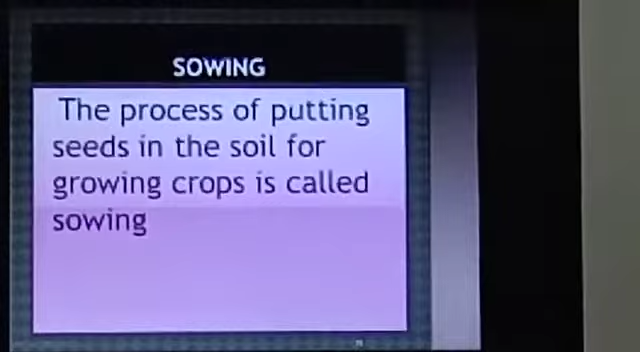 SOWING
The process of putting
seeds in the soil for
growing crops is called
sowing